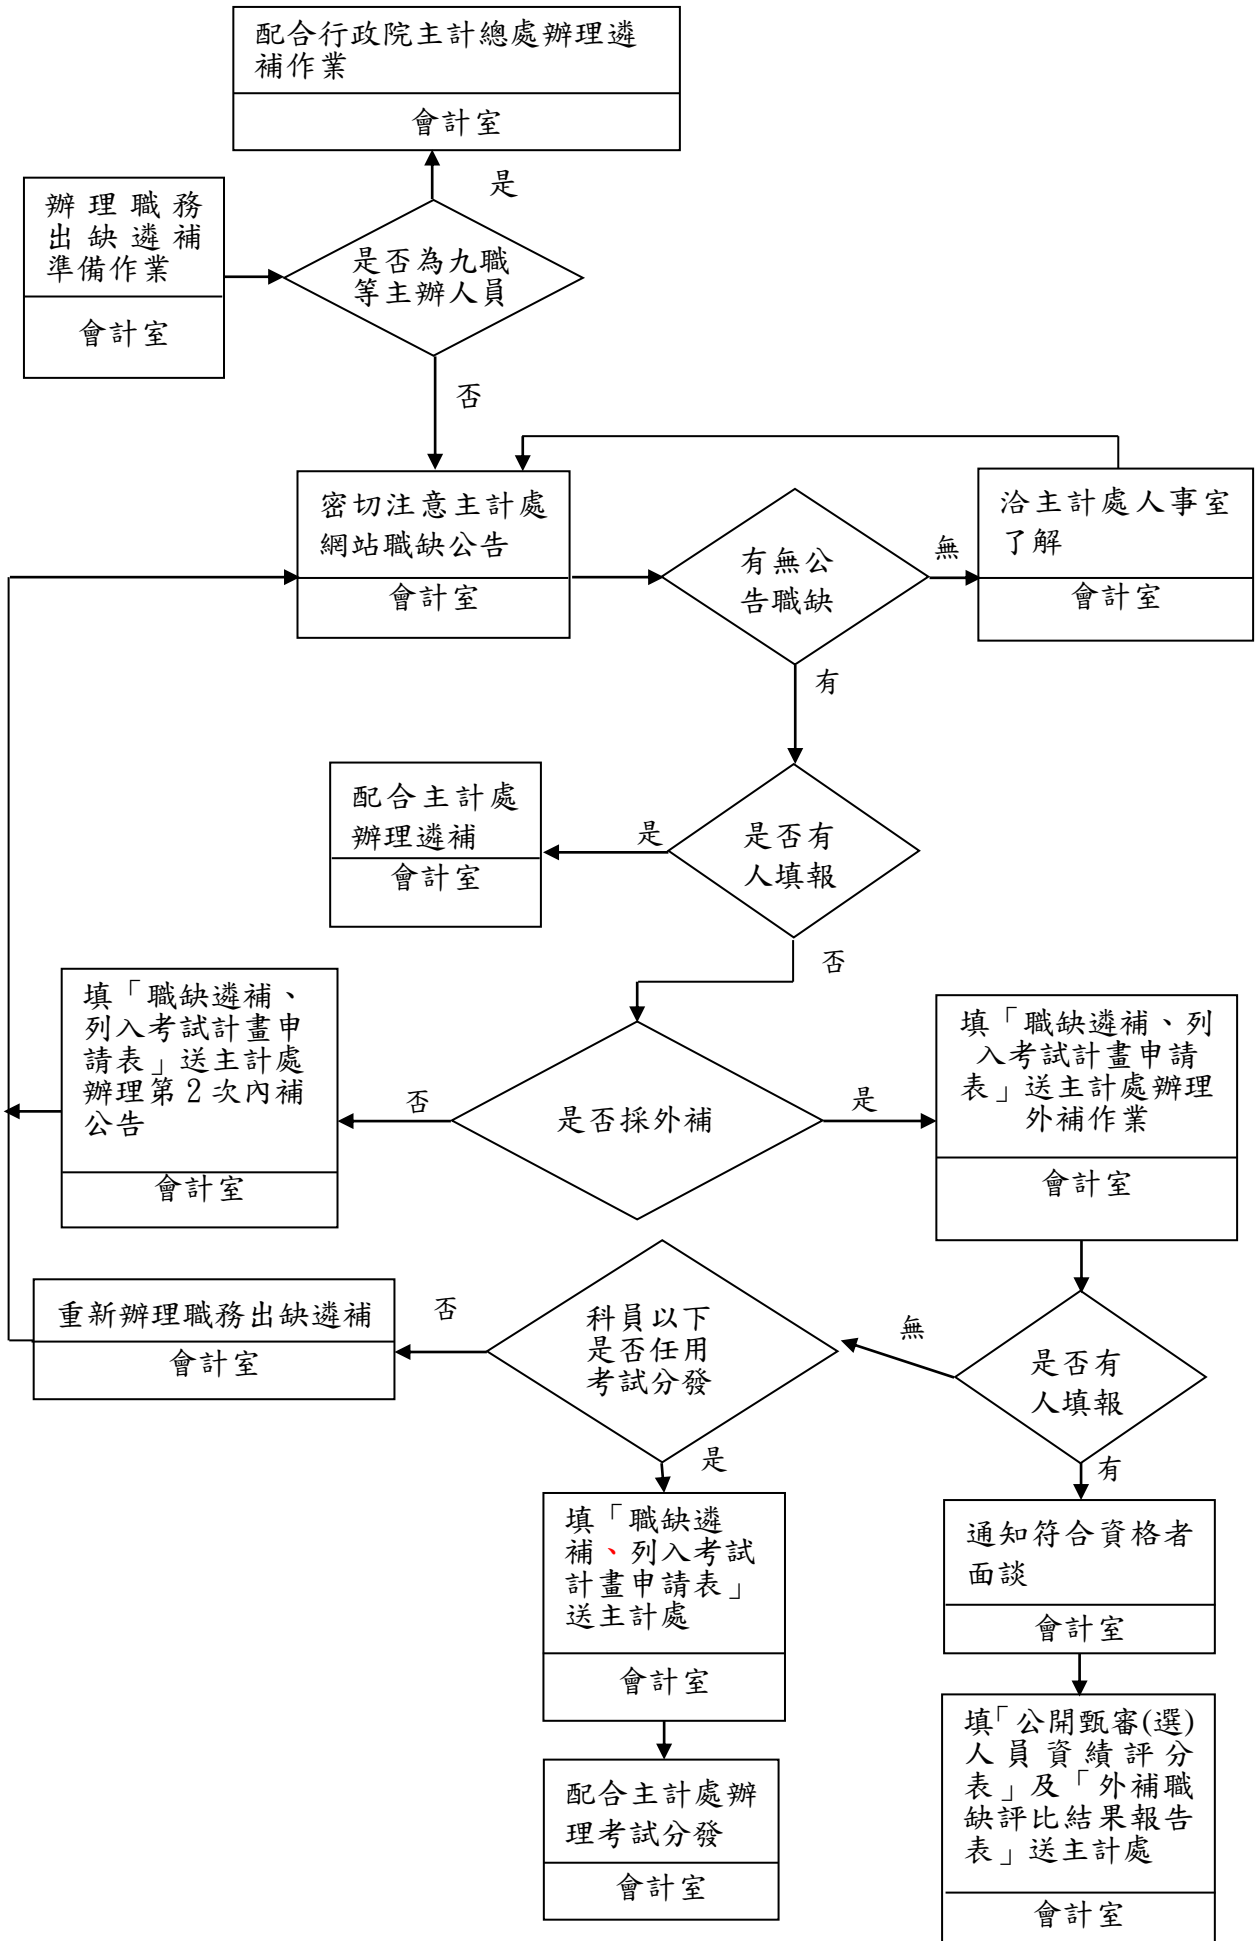 配合行政院主計總處辦理遴
補作業
會計室
是
辦理職務
出缺遴補
準備作業
會計室
是否為九職
等主辦人員
否
密切注意主計處
網站職缺公告
會計室
有無公
告職缺
無
洽主計處人事室
了解
會計室
有
配合主計處
辦理遴補
會計室
是
是否有
人填報
否
填「職缺遴補、
列入考試計畫申
請表」送主計處
辦理第2次內補
公告
會計室
否
是否採外補
是
填「職缺遴補、列
入考試計畫申請
表」送主計處辦理
外補作業
會計室
重新辦理職務出缺遴補
會計室
否
科員以下
是否任用
考試分發
無
是否有
人填報
是
有
填「職缺遴
補、列入考試
計畫申請表」
送主計處
會計室
通知符合資格者
面談
會計室
配合主計處辦
理考試分發
會計室
填「公開甄審(選)
人員資績評分
表」及「外補職
缺評比結果報告
表」送主計處
會計室